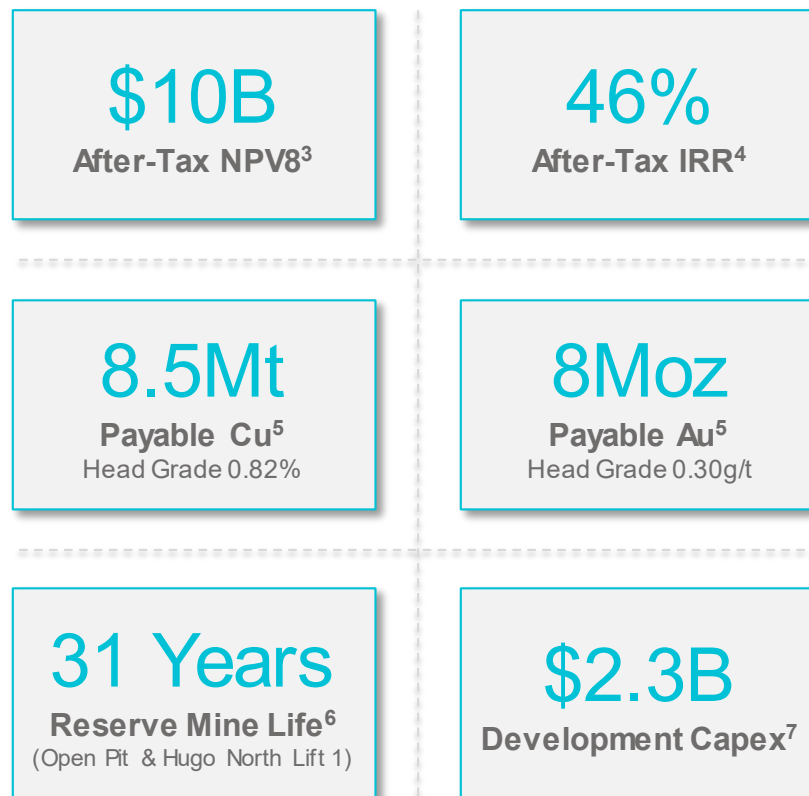 $10B
After-Tax NPV8³
46%
After-Tax IRR⁴
8.5Mt
Payable Cu⁵
Head Grade 0.82%
8Moz
Payable Au⁵
Head Grade 0.30g/t
31 Years
Reserve Mine Life⁶
(Open Pit & Hugo North Lift 1)
$2.3B
Development Capex⁷